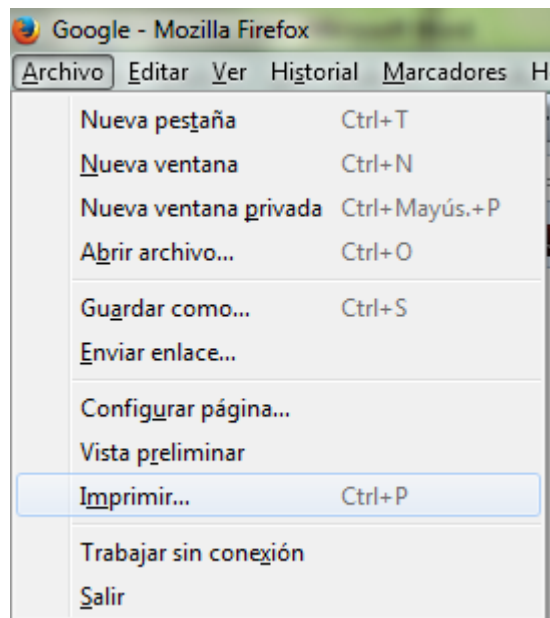 Google - Mozilla Firefox
Archivo Editar Ver Historial Marcadores H
Nueva pestaña Ctrl+T
Nueva ventana Ctrl+N
Nueva ventana privada Ctrl+Mayús.+P
Abrir archivo... Ctrl+O
Guardar como... Ctrl+S
Enviar enlace...
Configurar página...
Vista preliminar
Imprimir... Ctrl+P
Trabajar sin conexión
Salir